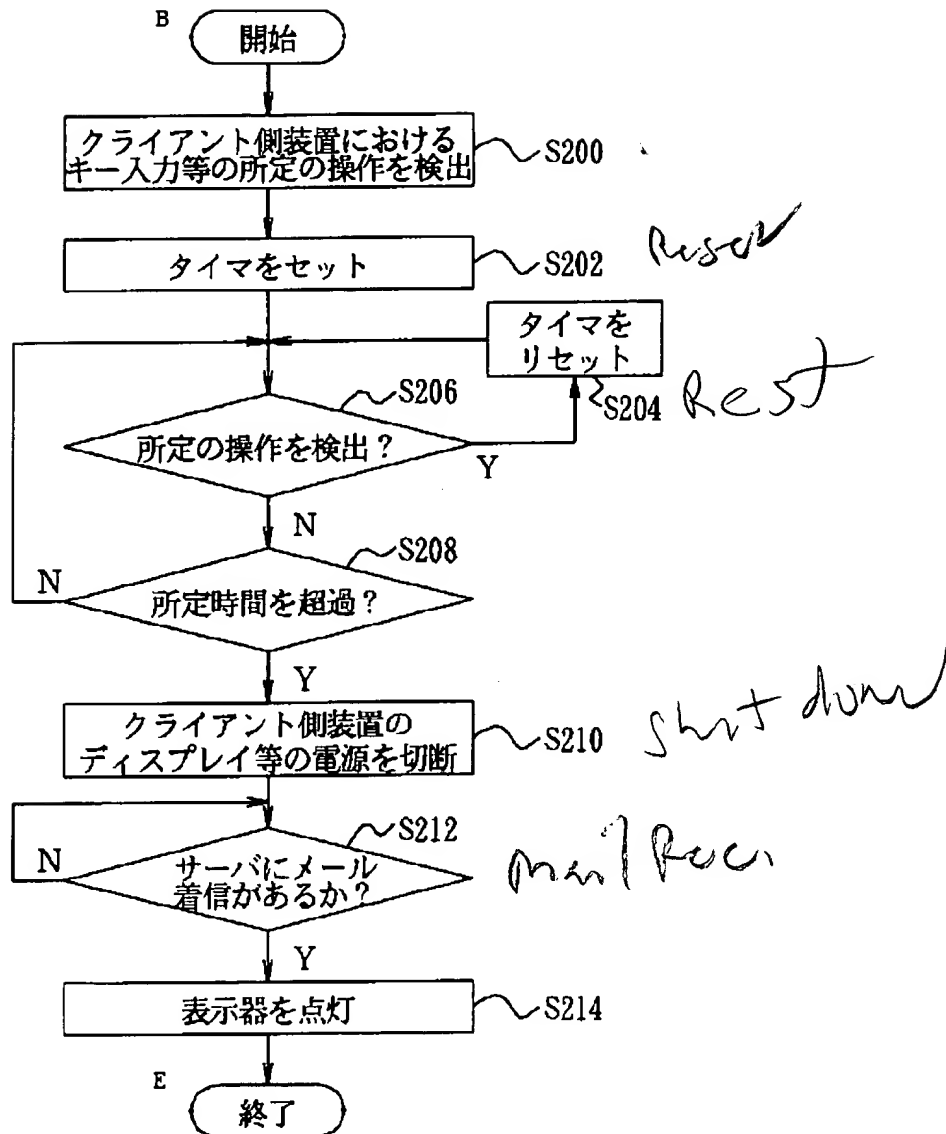 B
開始
クライアント側装置における
キー入力等の所定の操作を検出
S200
タイマをセット
S202
タイマを
リセット
S204
Rest
S206
所定の操作を検出？
Y
N
S208
N
所定時間を超過？
Y
クライアント側装置の
ディスプレイ等の電源を切断
S210
shut down
S212
N
サーバにメール
着信があるか？
mail
Y
表示器を点灯
S214
E
終了